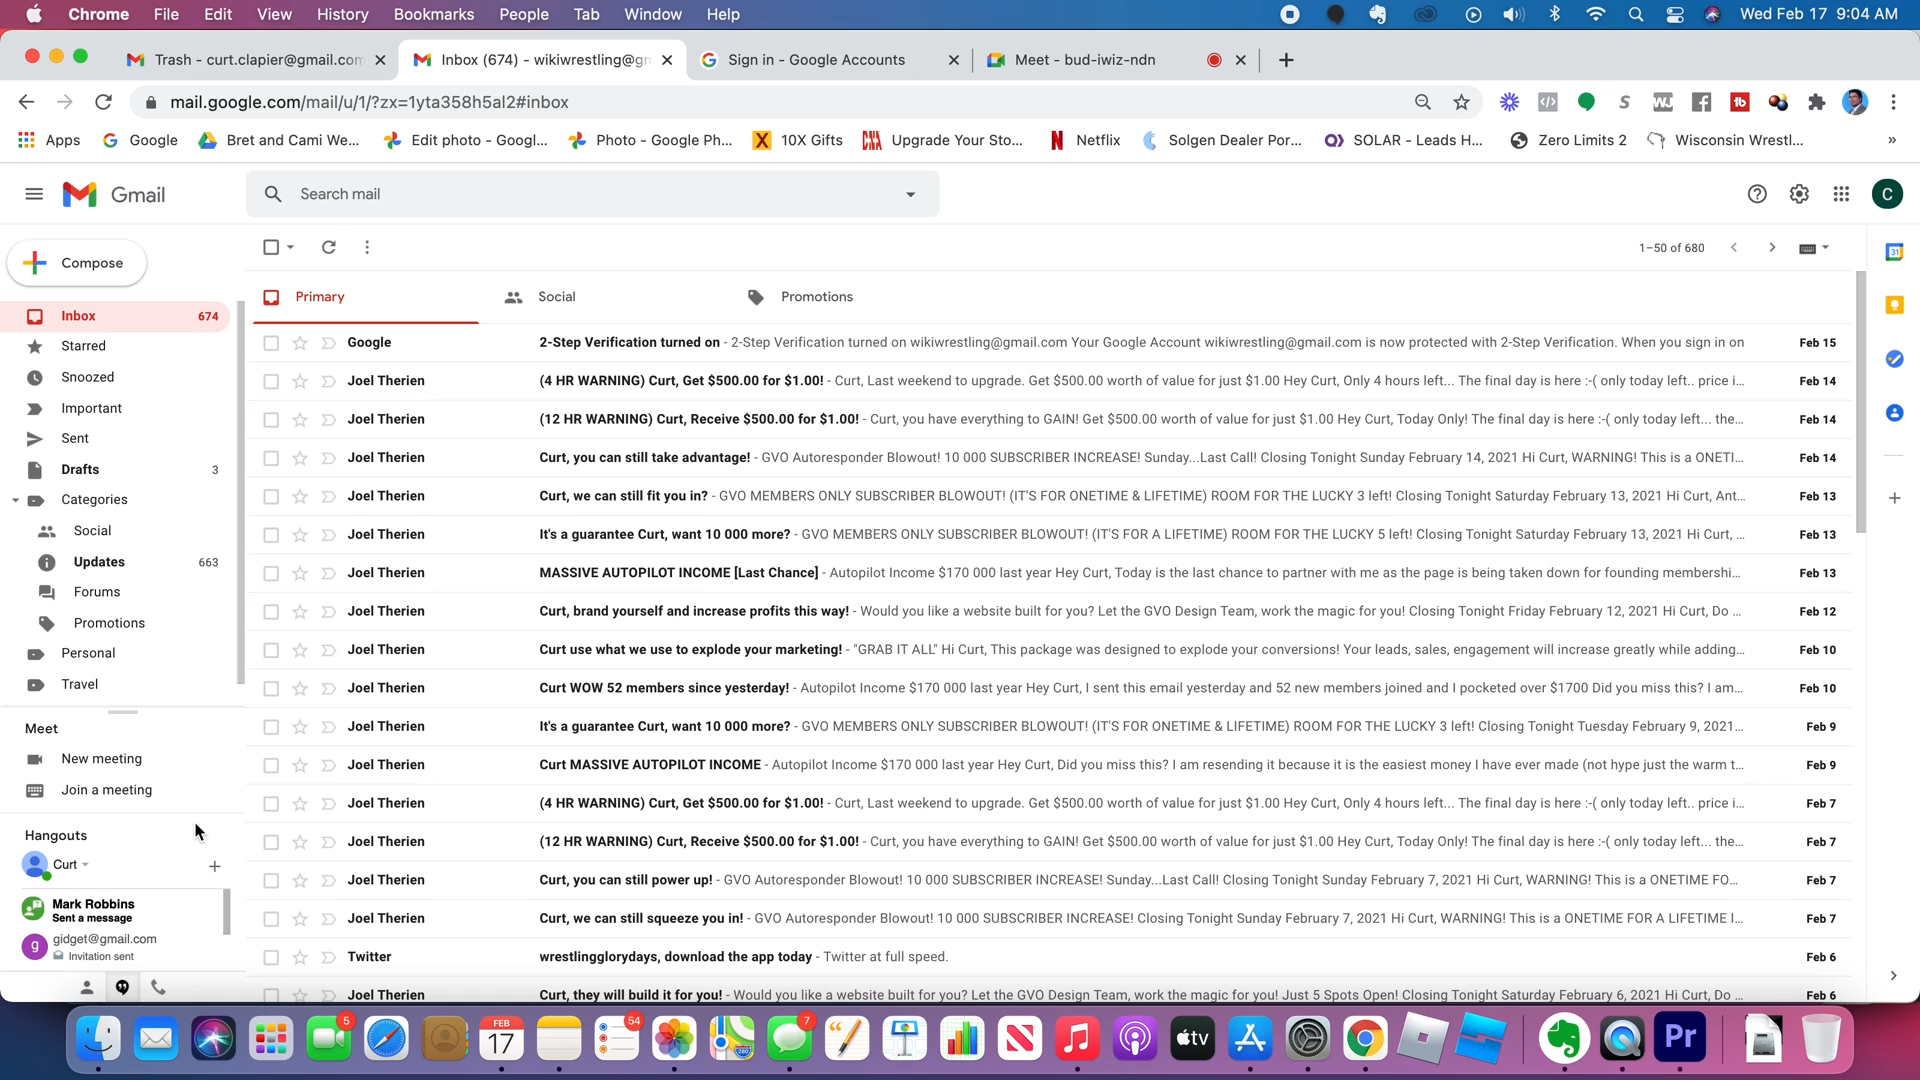 Chrome File Edit View History Bookmarks People Tab Window Help Wed Feb 17 9:04 AM
Trash - curt.clapier@gmail.com Inbox (674) - wikiwrestling@gm Sign in - Google Accounts Meet - bud-iwiz-ndn
mail.google.com/mail/u/1/?zx=1yta358h5al2#inbox
Apps Google Bret and Cami We... Edit photo - Googl... Photo - Google Ph... 10X Gifts Upgrade Your Sto... Netflix Solgen Dealer Por... SOLAR - Leads H... Zero Limits 2 Wisconsin Wrestl... »
Gmail Search mail C
Compose 1–50 of 680
Primary Social Promotions
Inbox 674
Starred
Snoozed
Important
Sent
Drafts 3
Categories
Social
Updates 663
Forums
Promotions
Personal
Travel
Meet
New meeting
Join a meeting
Hangouts
Curt
Mark Robbins
Sent a message
gidget@gmail.com
Invitation sent
Google 2-Step Verification turned on - 2-Step Verification turned on wikiwrestling@gmail.com Your Google Account wikiwrestling@gmail.com is now protected with 2-Step Verification. When you sign in on Feb 15
Joel Therien (4 HR WARNING) Curt, Get $500.00 for $1.00! - Curt, Last weekend to upgrade. Get $500.00 worth of value for just $1.00 Hey Curt, Only 4 hours left... The final day is here :-( only today left.. price i... Feb 14
Joel Therien (12 HR WARNING) Curt, Receive $500.00 for $1.00! - Curt, you have everything to GAIN! Get $500.00 worth of value for just $1.00 Hey Curt, Today Only! The final day is here :-( only today left... the... Feb 14
Joel Therien Curt, you can still take advantage! - GVO Autoresponder Blowout! 10 000 SUBSCRIBER INCREASE! Sunday...Last Call! Closing Tonight Sunday February 14, 2021 Hi Curt, WARNING! This is a ONETI... Feb 14
Joel Therien Curt, we can still fit you in? - GVO MEMBERS ONLY SUBSCRIBER BLOWOUT! (IT'S FOR ONETIME & LIFETIME) ROOM FOR THE LUCKY 3 left! Closing Tonight Saturday February 13, 2021 Hi Curt, Ant... Feb 13
Joel Therien It's a guarantee Curt, want 10 000 more? - GVO MEMBERS ONLY SUBSCRIBER BLOWOUT! (IT'S FOR A LIFETIME) ROOM FOR THE LUCKY 5 left! Closing Tonight Saturday February 13, 2021 Hi Curt, ... Feb 13
Joel Therien MASSIVE AUTOPILOT INCOME [Last Chance] - Autopilot Income $170 000 last year Hey Curt, Today is the last chance to partner with me as the page is being taken down for founding membershi... Feb 13
Joel Therien Curt, brand yourself and increase profits this way! - Would you like a website built for you? Let the GVO Design Team, work the magic for you! Closing Tonight Friday February 12, 2021 Hi Curt, Do ... Feb 12
Joel Therien Curt use what we use to explode your marketing! - "GRAB IT ALL" Hi Curt, This package was designed to explode your conversions! Your leads, sales, engagement will increase greatly while adding... Feb 10
Joel Therien Curt WOW 52 members since yesterday! - Autopilot Income $170 000 last year Hey Curt, I sent this email yesterday and 52 new members joined and I pocketed over $1700 Did you miss this? I am... Feb 10
Joel Therien It's a guarantee Curt, want 10 000 more? - GVO MEMBERS ONLY SUBSCRIBER BLOWOUT! (IT'S FOR ONETIME & LIFETIME) ROOM FOR THE LUCKY 3 left! Closing Tonight Tuesday February 9, 2021... Feb 9
Joel Therien Curt MASSIVE AUTOPILOT INCOME - Autopilot Income $170 000 last year Hey Curt, Did you miss this? I am resending it because it is the easiest money I have ever made (not hype just the warm t... Feb 9
Joel Therien (4 HR WARNING) Curt, Get $500.00 for $1.00! - Curt, Last weekend to upgrade. Get $500.00 worth of value for just $1.00 Hey Curt, Only 4 hours left... The final day is here :-( only today left.. price i... Feb 7
Joel Therien (12 HR WARNING) Curt, Receive $500.00 for $1.00! - Curt, you have everything to GAIN! Get $500.00 worth of value for just $1.00 Hey Curt, Today Only! The final day is here :-( only today left... the... Feb 7
Joel Therien Curt, you can still power up! - GVO Autoresponder Blowout! 10 000 SUBSCRIBER INCREASE! Sunday...Last Call! Closing Tonight Sunday February 7, 2021 Hi Curt, WARNING! This is a ONETIME FO... Feb 7
Joel Therien Curt, we can still squeeze you in! - GVO Autoresponder Blowout! 10 000 SUBSCRIBER INCREASE! Closing Tonight Sunday February 7, 2021 Hi Curt, WARNING! This is a ONETIME FOR A LIFETIME I... Feb 7
Twitter wrestlingglorydays, download the app today - Twitter at full speed. Feb 6
Joel Therien Curt, they will build it for you! - Would you like a website built for you? Let the GVO Design Team, work the magic for you! Just 5 Spots Open! Closing Tonight Saturday February 6, 2021 Hi Curt, Do ... Feb 6
5 FEB 17 54 7 tv Pr